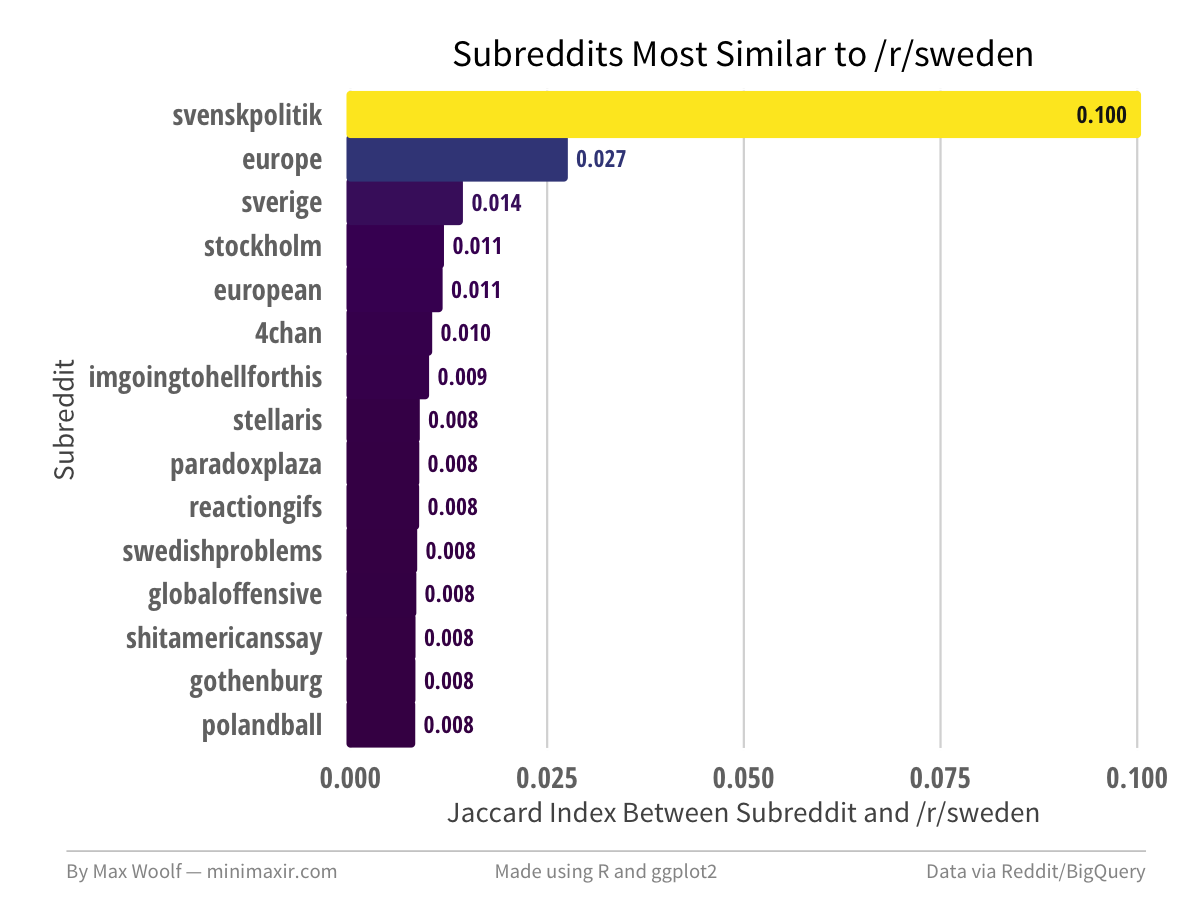 Subreddits Most Similar to /r/sweden
svenskpolitik 0.100
europe 0.027
sverige 0.014
stockholm 0.011
european 0.011
4chan 0.010
imgoingtohellforthis 0.009
stellaris 0.008
paradoxplaza 0.008
reactiongifs 0.008
swedishproblems 0.008
globaloffensive 0.008
shitamericanssay 0.008
gothenburg 0.008
polandball 0.008
Subreddit
0.000 0.025 0.050 0.075 0.100
Jaccard Index Between Subreddit and /r/sweden
By Max Woolf — minimaxir.com Made using R and ggplot2 Data via Reddit/BigQuery